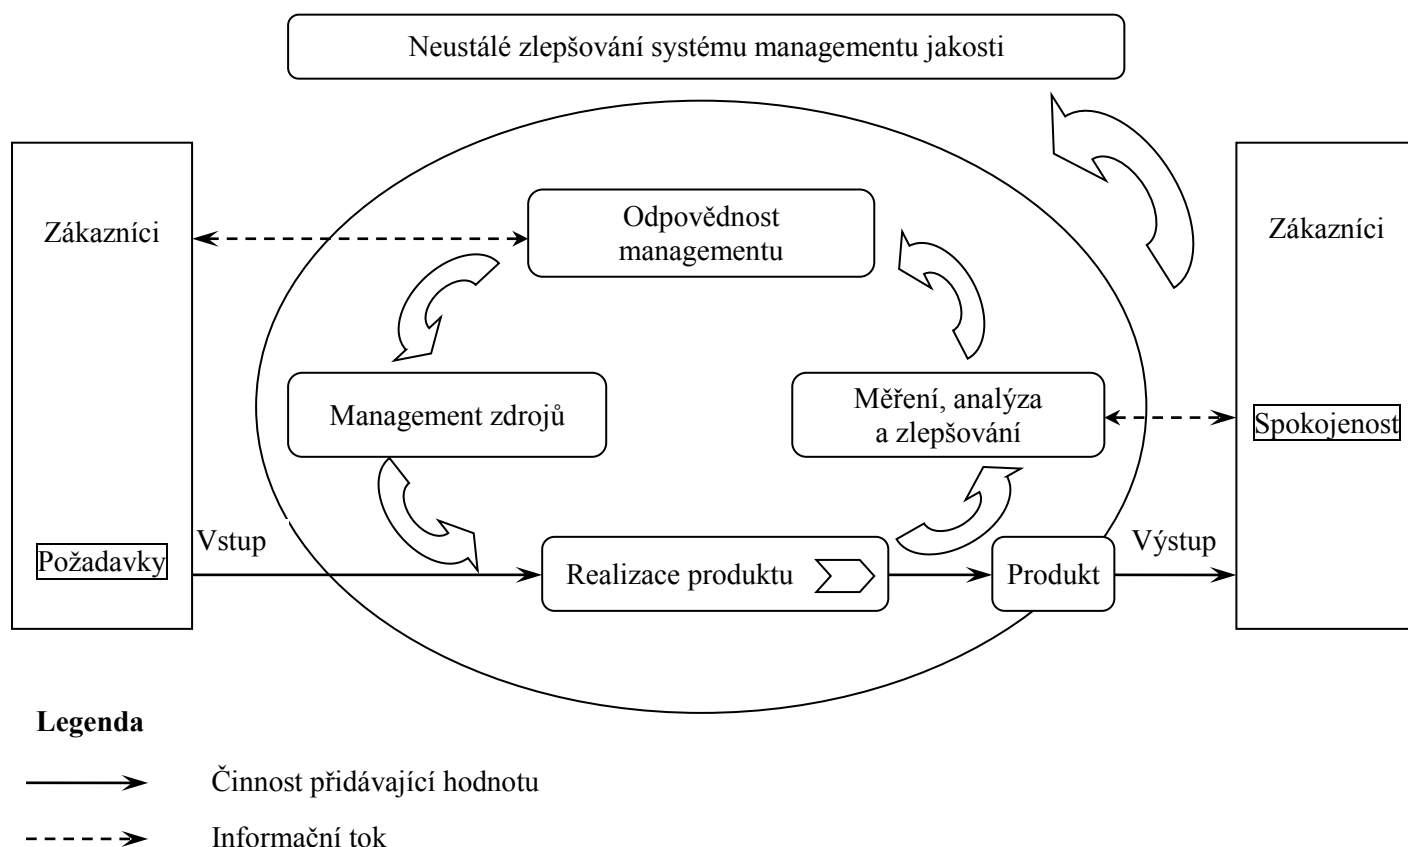 Neustálé zlepšování systému managementu jakosti
Zákazníci
Odpovědnost
managementu
Zákazníci
Management zdrojů
Měření, analýza
a zlepšování
Spokojenost
Požadavky
Vstup
Realizace produktu
Produkt
Výstup
Legenda
Činnost přidávající hodnotu
Informační tok